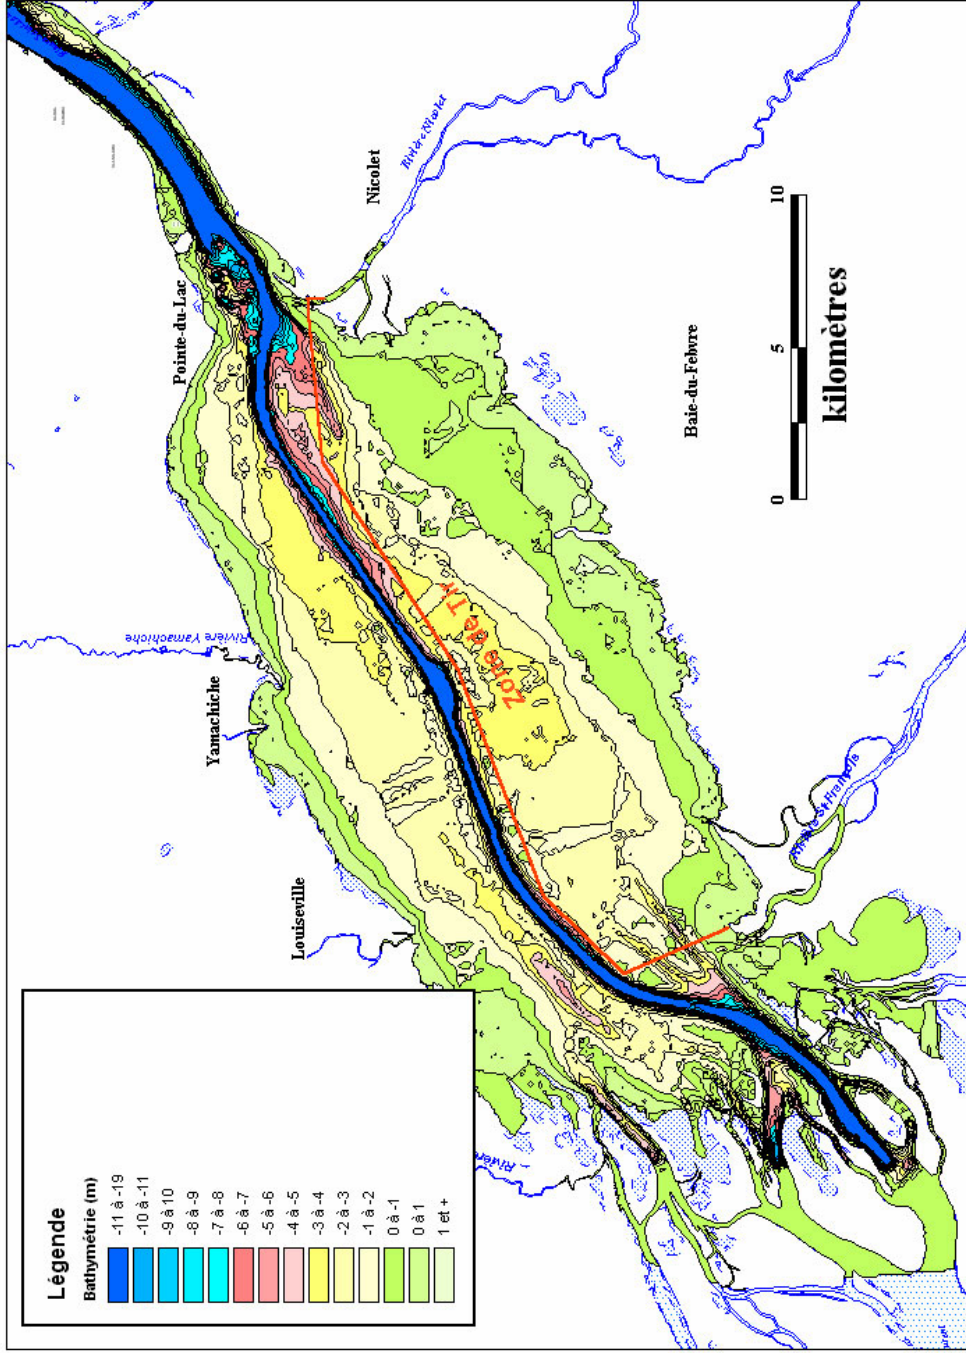 Légende
Bathymétrie (m)
-11 à -19
-10 à -11
-9 à 10
-8 à -9
-7 à -8
-6 à -7
-5 à -6
-4 à -5
-3 à -4
-2 à -3
-1 à -2
0 à -1
0 à 1
1 et +
Louiseville
Yamachiche
Rivière Yamachiche
Pointe-du-Lac
Nicolet
Rivière Nicolet
Zone de Tir
Baie-du-Febvre
St-François
Rivière
0
5
10
kilomètres